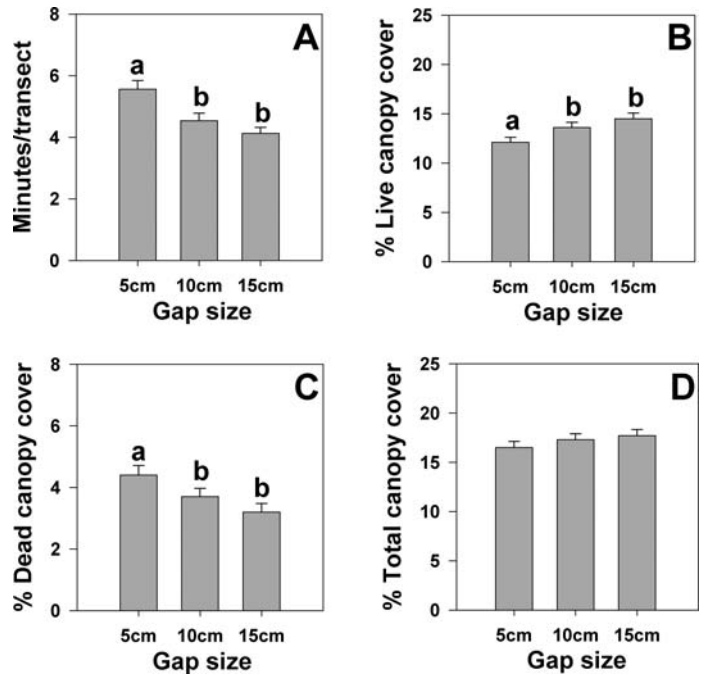 A
Minutes/transect
8
6
4
2
0
a
b
b
5cm 10cm 15cm
Gap size
B
% Live canopy cover
25
20
15
10
5
0
a
b
b
5cm 10cm 15cm
Gap size
C
% Dead canopy cover
8
6
4
2
0
a
b
b
5cm 10cm 15cm
Gap size
D
% Total canopy cover
25
20
15
10
5
0
5cm 10cm 15cm
Gap size